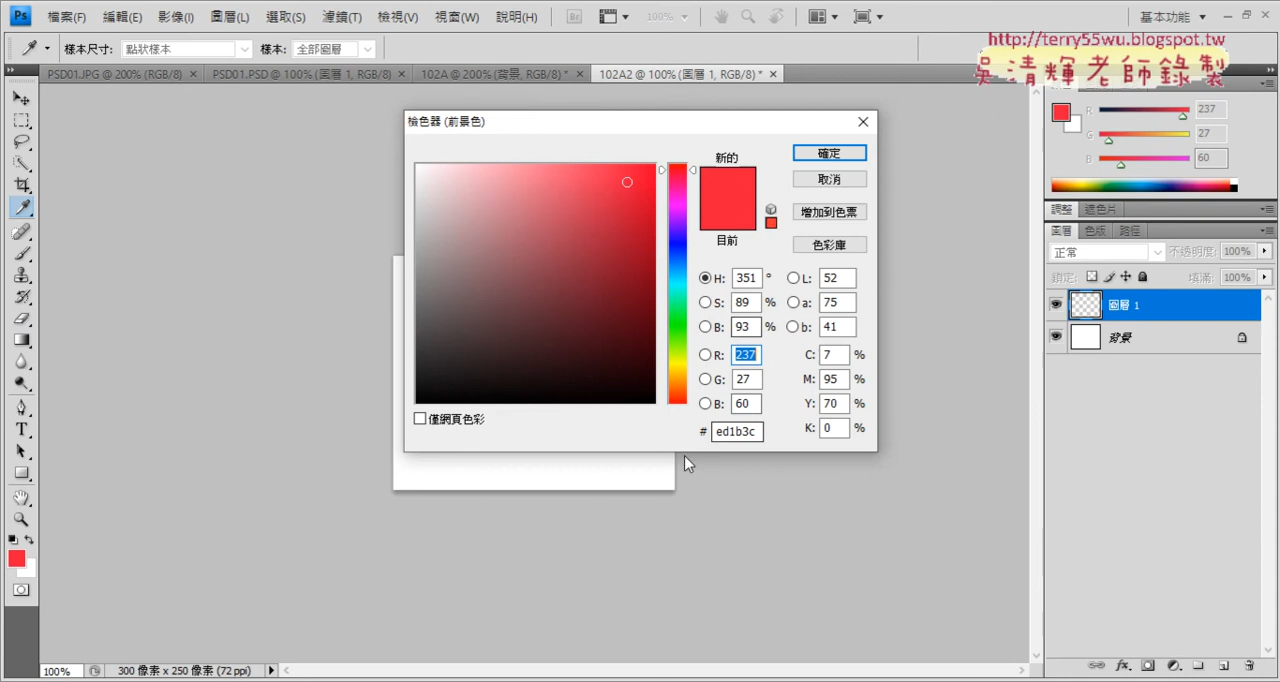 Ps 檔案(F) 編輯(E) 影像(I) 圖層(L) 選取(S) 濾鏡(T) 檢視(V) 視窗(W) 說明(H) Br 100% 基本功能
http://terry55wu.blogspot.tw
吳清輝老師錄製
樣本尺寸: 點狀樣本 樣本: 全部圖層
PSD01.JPG @ 200% (RGB/8) PSD01.PSD @ 100% (圖層 1, RGB/8) 102A @ 200% (背景, RGB/8) * 102A2 @ 100% (圖層 1, RGB/8) *
R 237
G 27
B 60
調整 遮色片
圖層 色版 路徑
正常 不透明度: 100%
鎖定: 填滿: 100%
圖層 1
背景
檢色器 (前景色)
新的
目前
確定
取消
增加到色票
色彩庫
H: 351 ° L: 52
S: 89 % a: 75
B: 93 % b: 41
R: 237 C: 7 %
G: 27 M: 95 %
B: 60 Y: 70 %
# ed1b3c K: 0 %
僅網頁色彩
T
100% 300 像素 x 250 像素 (72 ppi)
fx